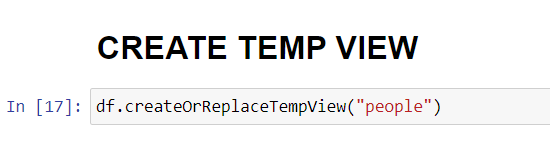 CREATE TEMP VIEW
In [17]: df.createOrReplaceTempView("people")